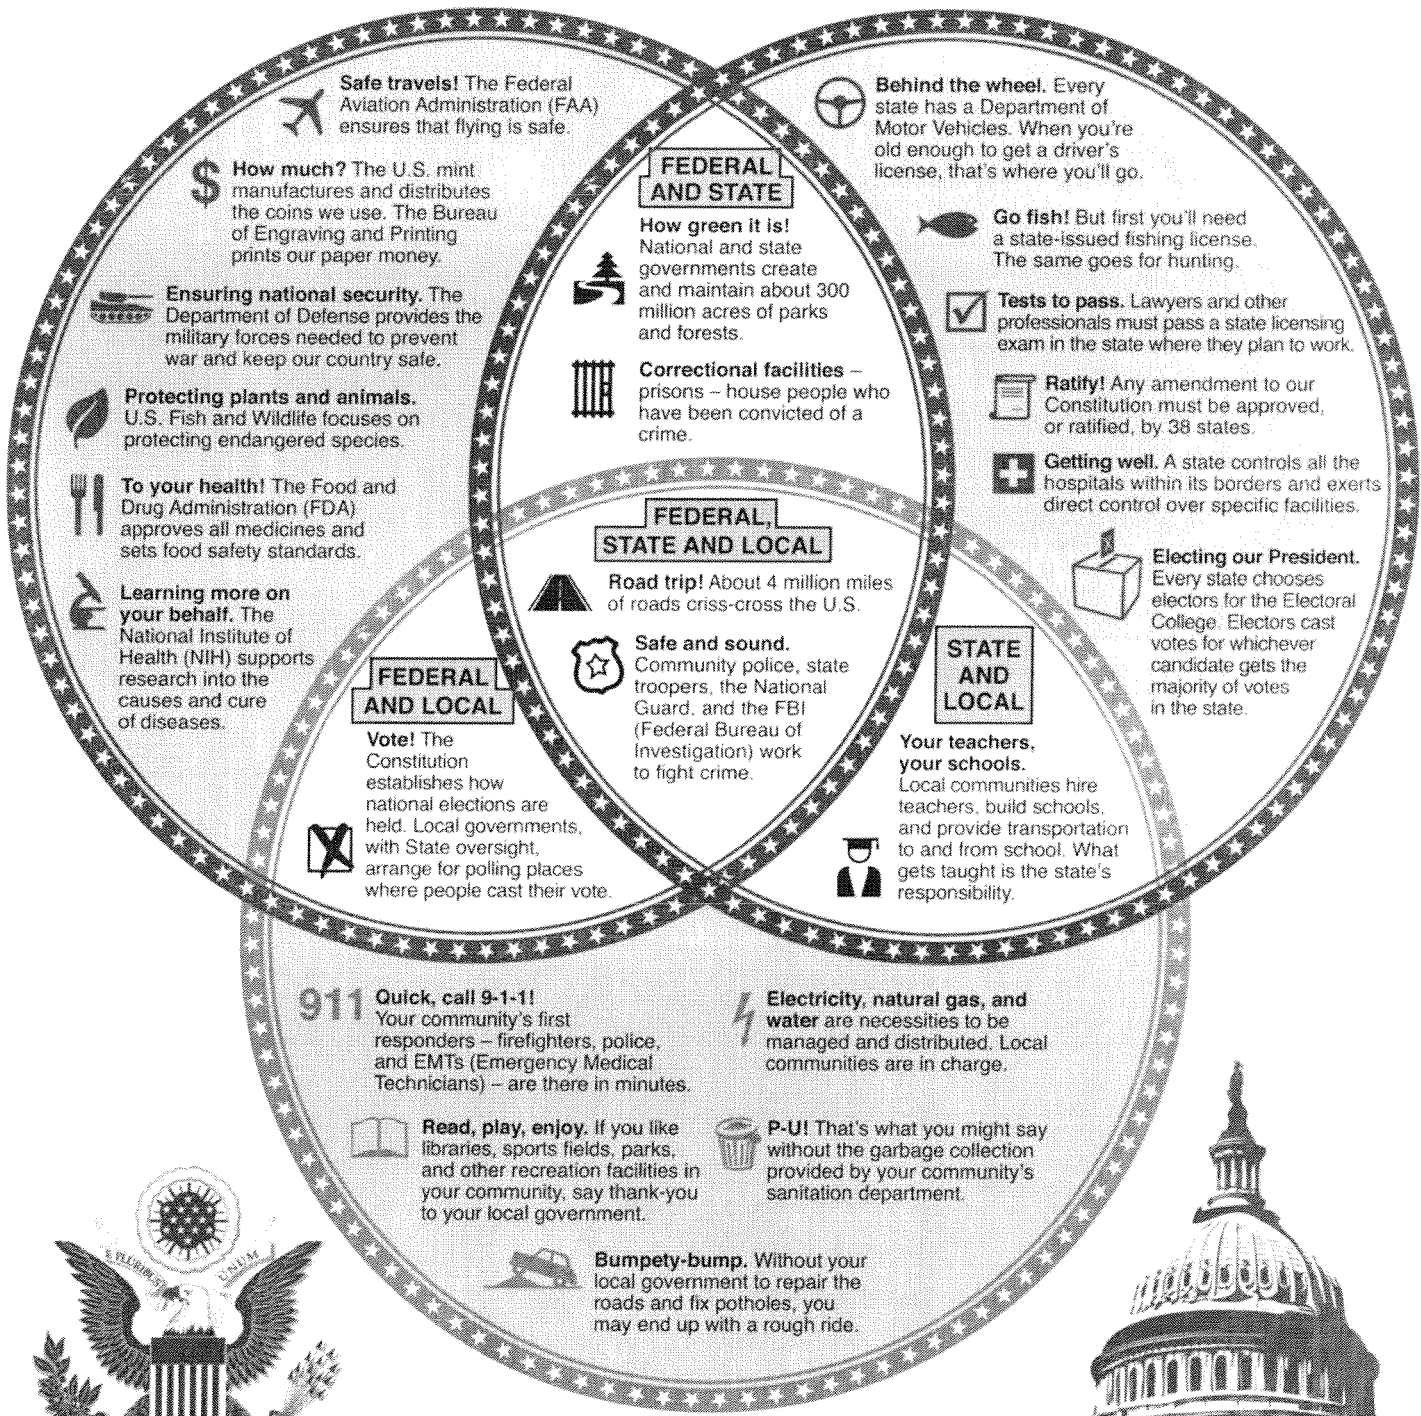 Safe travels! The Federal
Aviation Administration (FAA)
ensures that flying is safe.
$
How much? The U.S. mint
manufactures and distributes
the coins we use. The Bureau
of Engraving and Printing
prints our paper money.
Ensuring national security. The
Department of Defense provides the
military forces needed to prevent
war and keep our country safe.
Protecting plants and animals.
U.S. Fish and Wildlife focuses on
protecting endangered species.
To your health! The Food and
Drug Administration (FDA)
approves all medicines and
sets food safety standards.
Learning more on
your behalf. The
National Institute of
Health (NIH) supports
research into the
causes and cure
of diseases.
FEDERAL
AND STATE
How green it is!
National and state
governments create
and maintain about 300
million acres of parks
and forests.
Correctional facilities –
prisons – house people who
have been convicted of a
crime.
Behind the wheel. Every
state has a Department of
Motor Vehicles. When you're
old enough to get a driver's
license, that's where you'll go.
Go fish! But first you'll need
a state-issued fishing license.
The same goes for hunting.
Tests to pass. Lawyers and other
professionals must pass a state licensing
exam in the state where they plan to work.
Ratify! Any amendment to our
Constitution must be approved,
or ratified, by 38 states.
Getting well. A state controls all the
hospitals within its borders and exerts
direct control over specific facilities.
Electing our President.
Every state chooses
electors for the Electoral
College. Electors cast
votes for whichever
candidate gets the
majority of votes
in the state.
FEDERAL,
STATE AND LOCAL
Road trip! About 4 million miles
of roads criss-cross the U.S.
Safe and sound.
Community police, state
troopers, the National
Guard, and the FBI
(Federal Bureau of
Investigation) work
to fight crime.
FEDERAL
AND LOCAL
Vote! The
Constitution
establishes how
national elections are
held. Local governments,
with State oversight,
arrange for polling places
where people cast their vote.
STATE
AND
LOCAL
Your teachers,
your schools.
Local communities hire
teachers, build schools,
and provide transportation
to and from school. What
gets taught is the state's
responsibility.
911
Quick, call 9-1-1!
Your community's first
responders – firefighters, police,
and EMTs (Emergency Medical
Technicians) – are there in minutes.
Electricity, natural gas, and
water are necessities to be
managed and distributed. Local
communities are in charge.
Read, play, enjoy. If you like
libraries, sports fields, parks,
and other recreation facilities in
your community, say thank-you
to your local government.
P-U! That's what you might say
without the garbage collection
provided by your community's
sanitation department.
Bumpety-bump. Without your
local government to repair the
roads and fix potholes, you
may end up with a rough ride.
E PLURIBUS UNUM